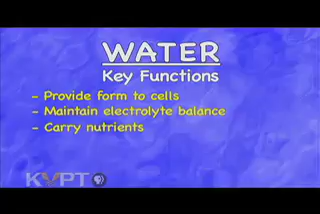 WATER
Key Functions
– Provide form to cells
– Maintain electrolyte balance
– Carry nutrients
KVPT